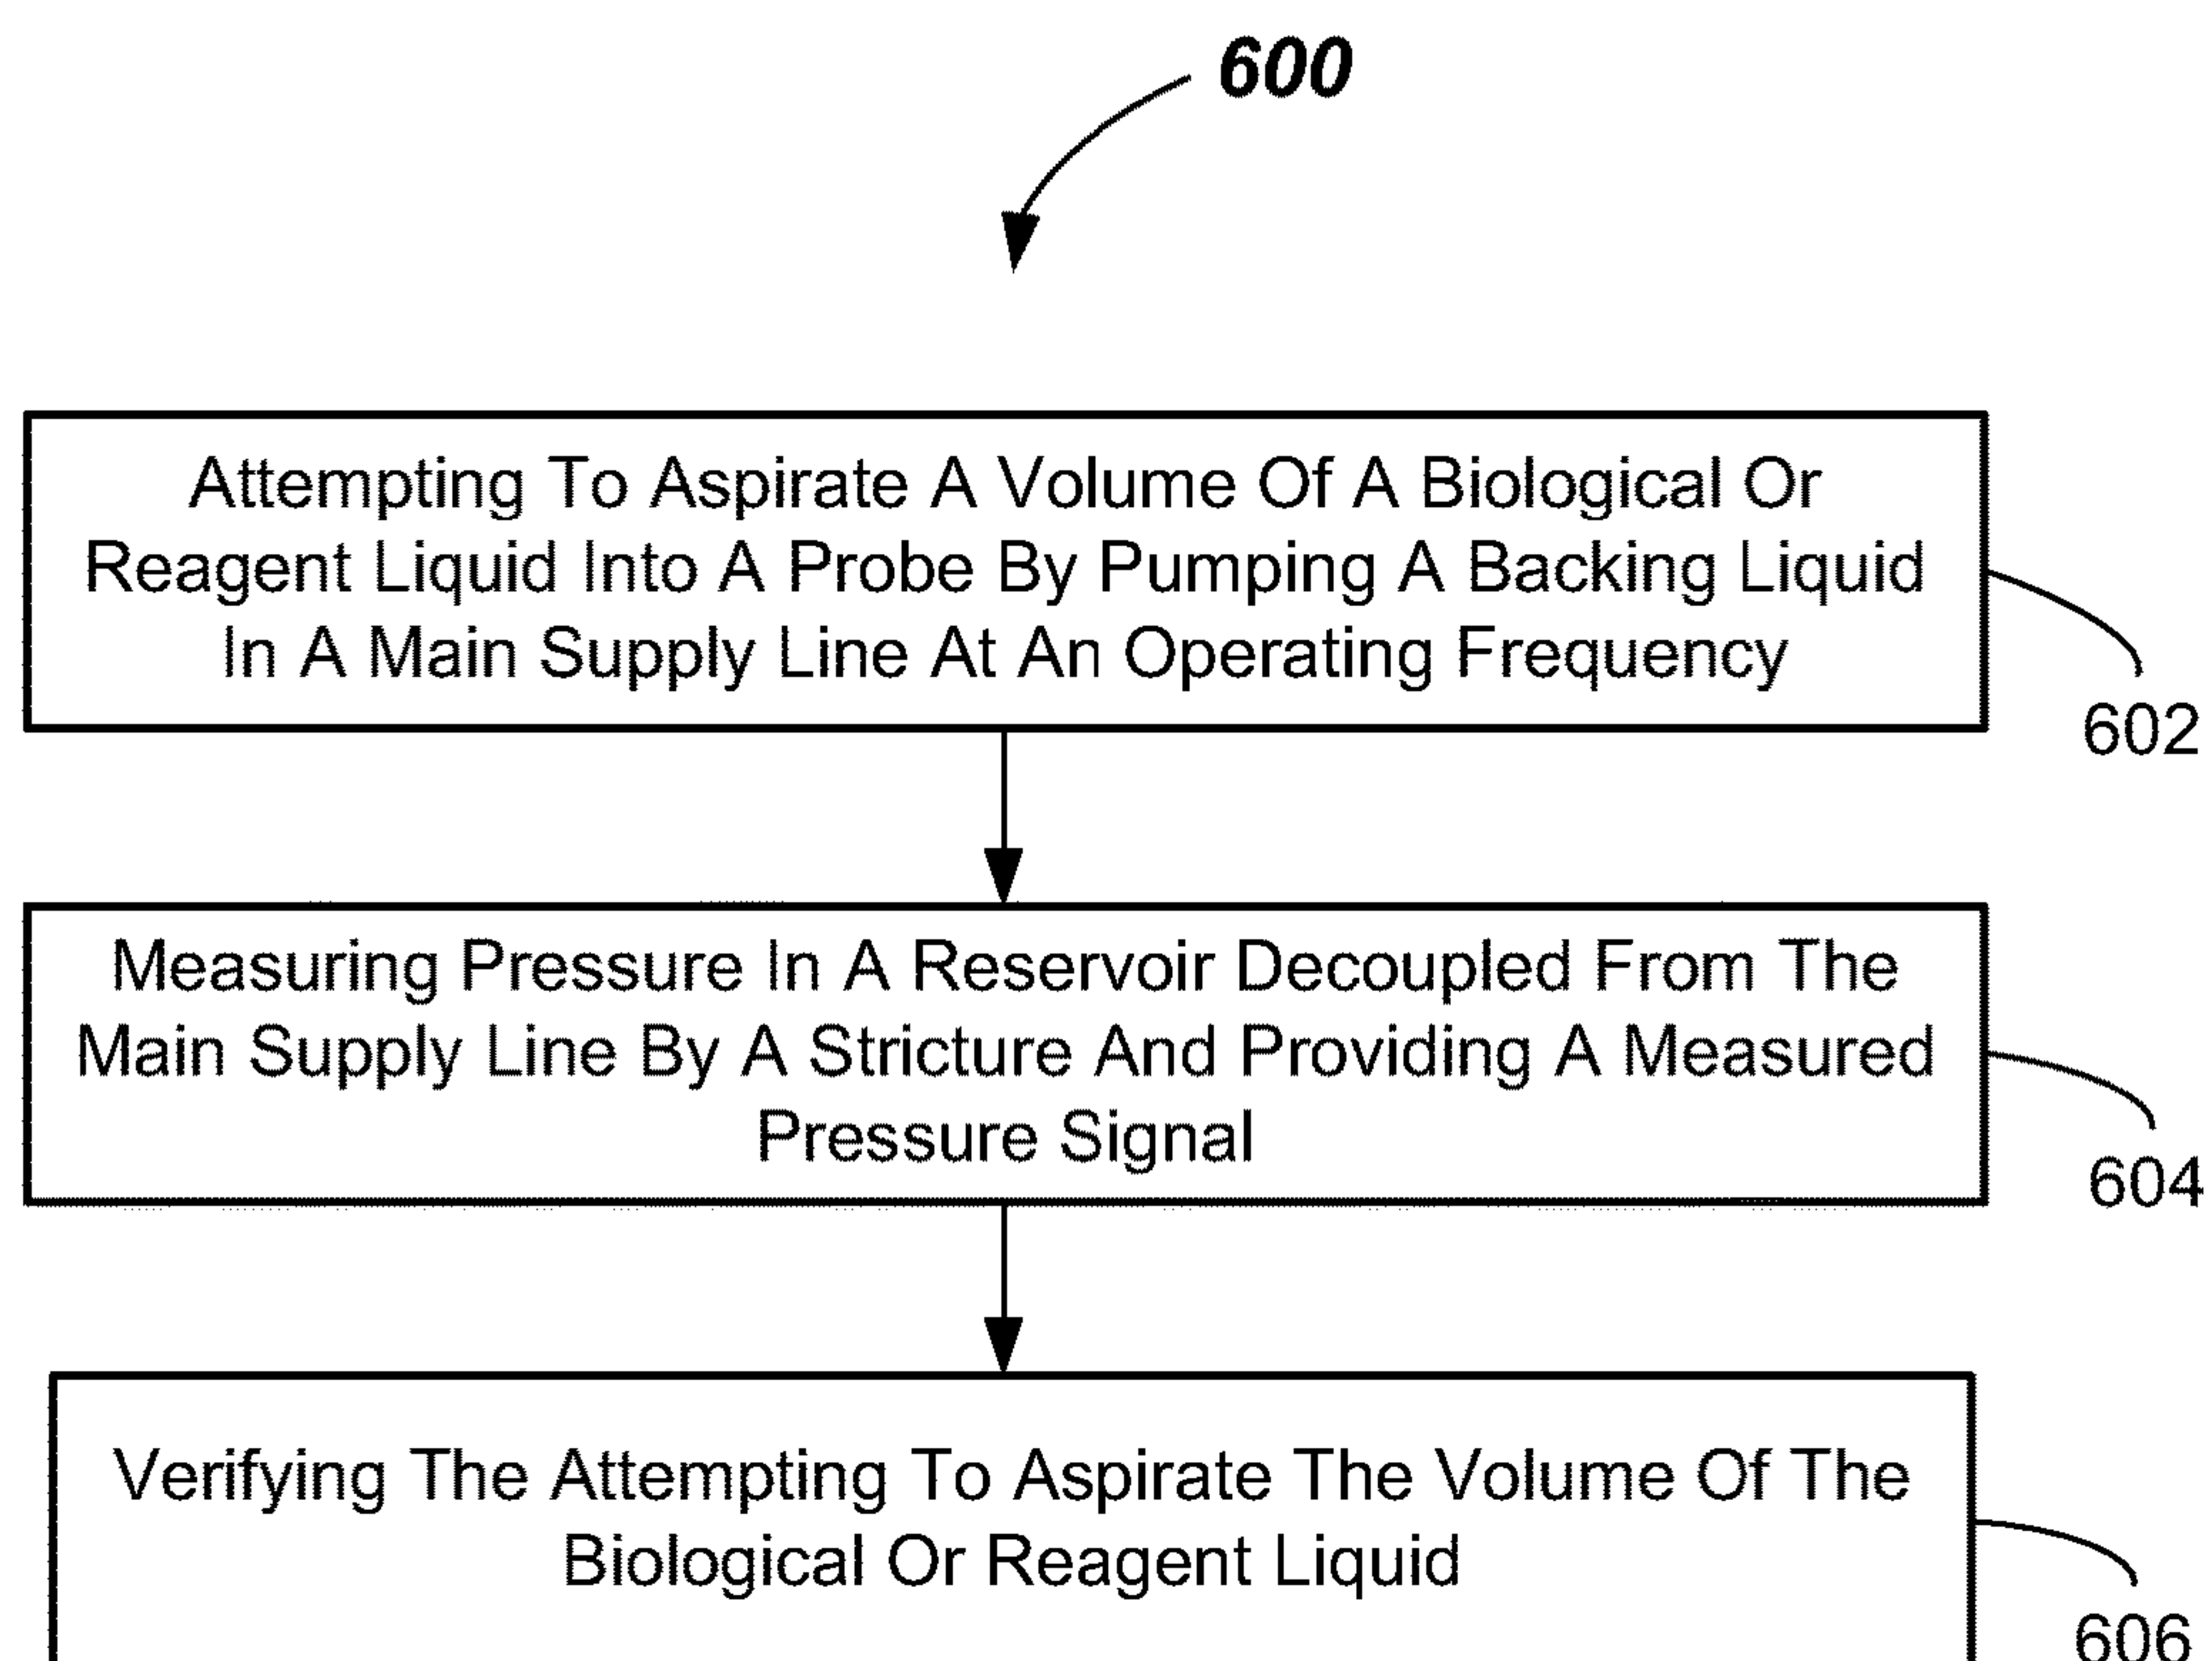 600
Attempting To Aspirate A Volume Of A Biological Or
Reagent Liquid Into A Probe By Pumping A Backing Liquid
In A Main Supply Line At An Operating Frequency
602
Measuring Pressure In A Reservoir Decoupled From The
Main Supply Line By A Stricture And Providing A Measured
Pressure Signal
604
Verifying The Attempting To Aspirate The Volume Of The
Biological Or Reagent Liquid
606